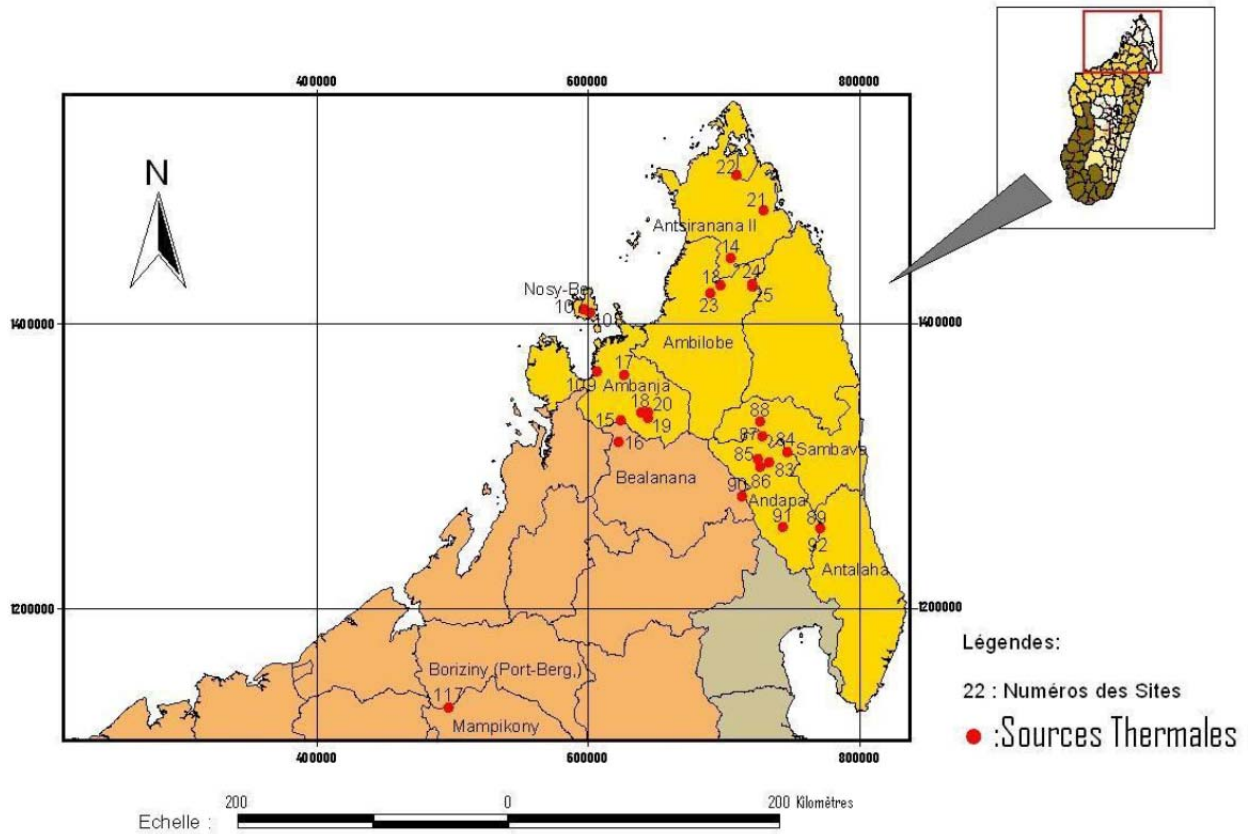 400000
600000
800000
N
22
21
Antsiranana II
14
18
24
23
25
Nosy-Be
1400000
1400000
Ambilobe
17
109
Ambanja
18
20
15
19
16
88
87
84
Sambava
85
83
86
Bealanana
90
Andapa
91
89
92
Antalaha
1200000
1200000
Boriziny (Port-Berg,)
117
Mampikony
400000
600000
800000
Légendes:
22 : Numéros des Sites
:Sources Thermales
Echelle :
200
0
200 Kilomètres